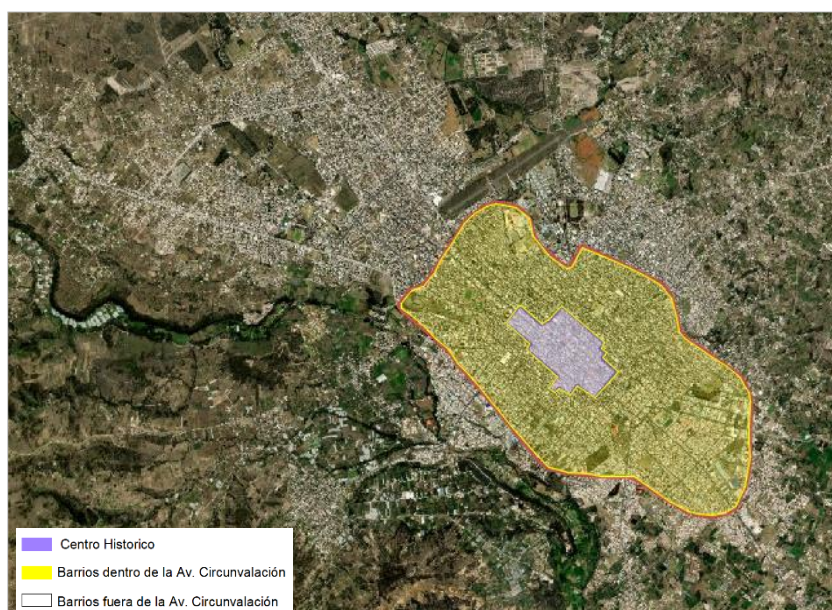 Centro Historico
Barrios dentro de la Av. Circunvalación
Barrios fuera de la Av. Circunvalación